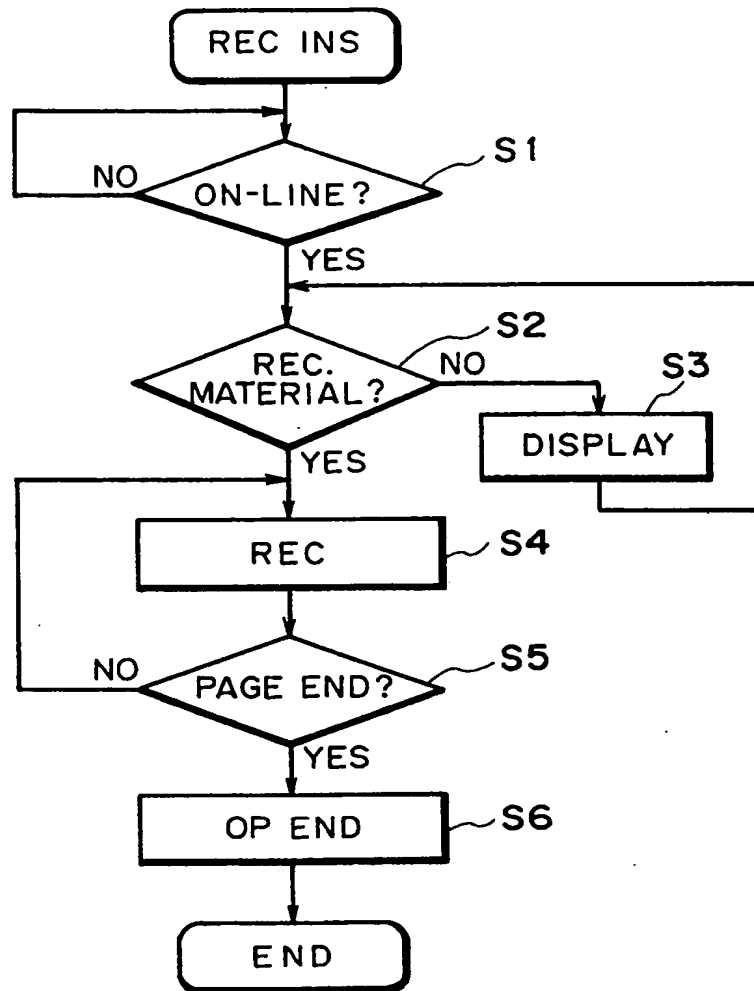 REC INS
S1
NO
ON-LINE?
YES
S2
REC.
NO
MATERIAL?
S3
DISPLAY
YES
REC
S4
NO
PAGE END?
S5
YES
OP END
S6
END